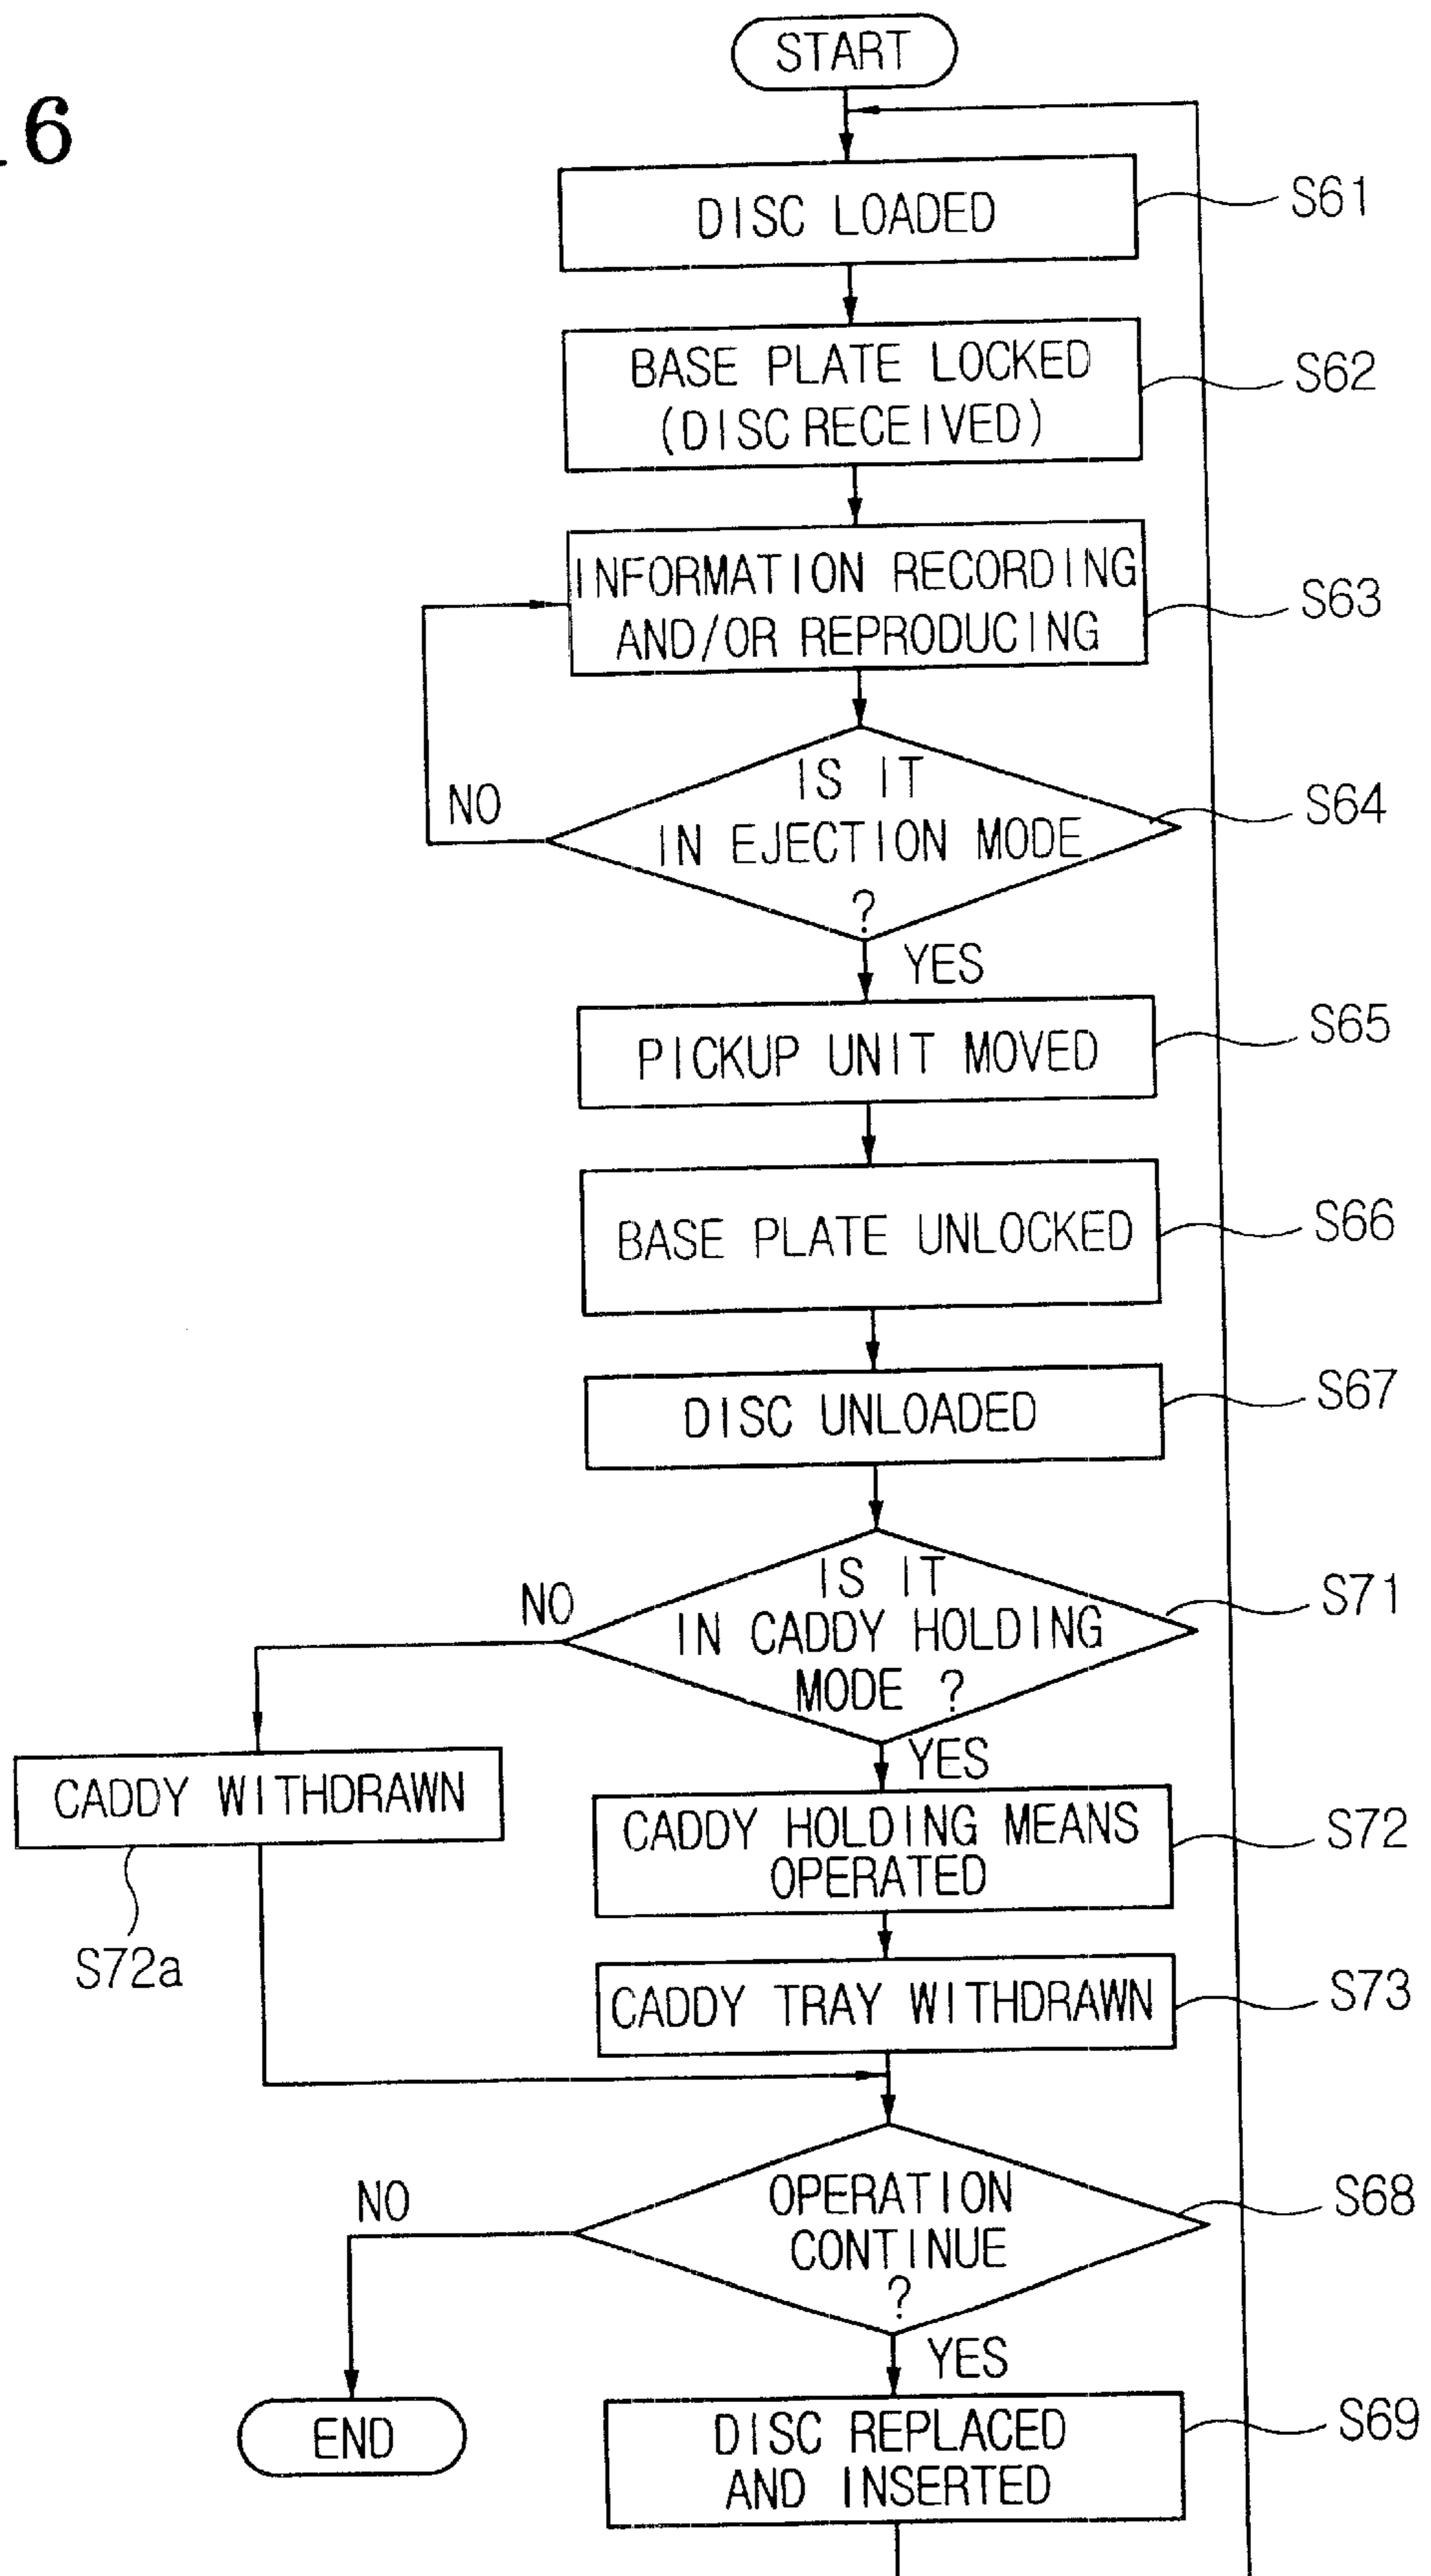 16
START
DISC LOADED
S61
BASE PLATE LOCKED
(DISC RECEIVED)
S62
INFORMATION RECORDING
AND/OR REPRODUCING
S63
IS IT
IN EJECTION MODE
?
S64
NO
YES
PICKUP UNIT MOVED
S65
BASE PLATE UNLOCKED
S66
DISC UNLOADED
S67
IS IT
IN CADDY HOLDING
MODE ?
S71
NO
YES
CADDY WITHDRAWN
S72a
CADDY HOLDING MEANS
OPERATED
S72
CADDY TRAY WITHDRAWN
S73
OPERATION
CONTINUE
?
S68
NO
YES
END
DISC REPLACED
AND INSERTED
S69